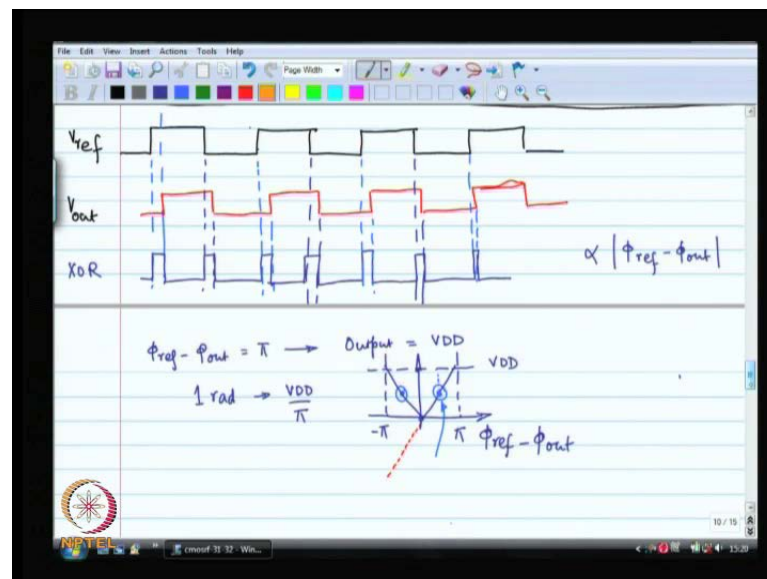 File Edit View Insert Actions Tools Help
Page Width
B I
Vref
Vout
XOR
∝ |Φref - Φout|
Φref - Φout = π → Output = VDD
1 rad → VDD/π
VDD
-π π Φref - Φout
10 / 15
NPTEL
cmosrf-31-32 - Win...
15:20